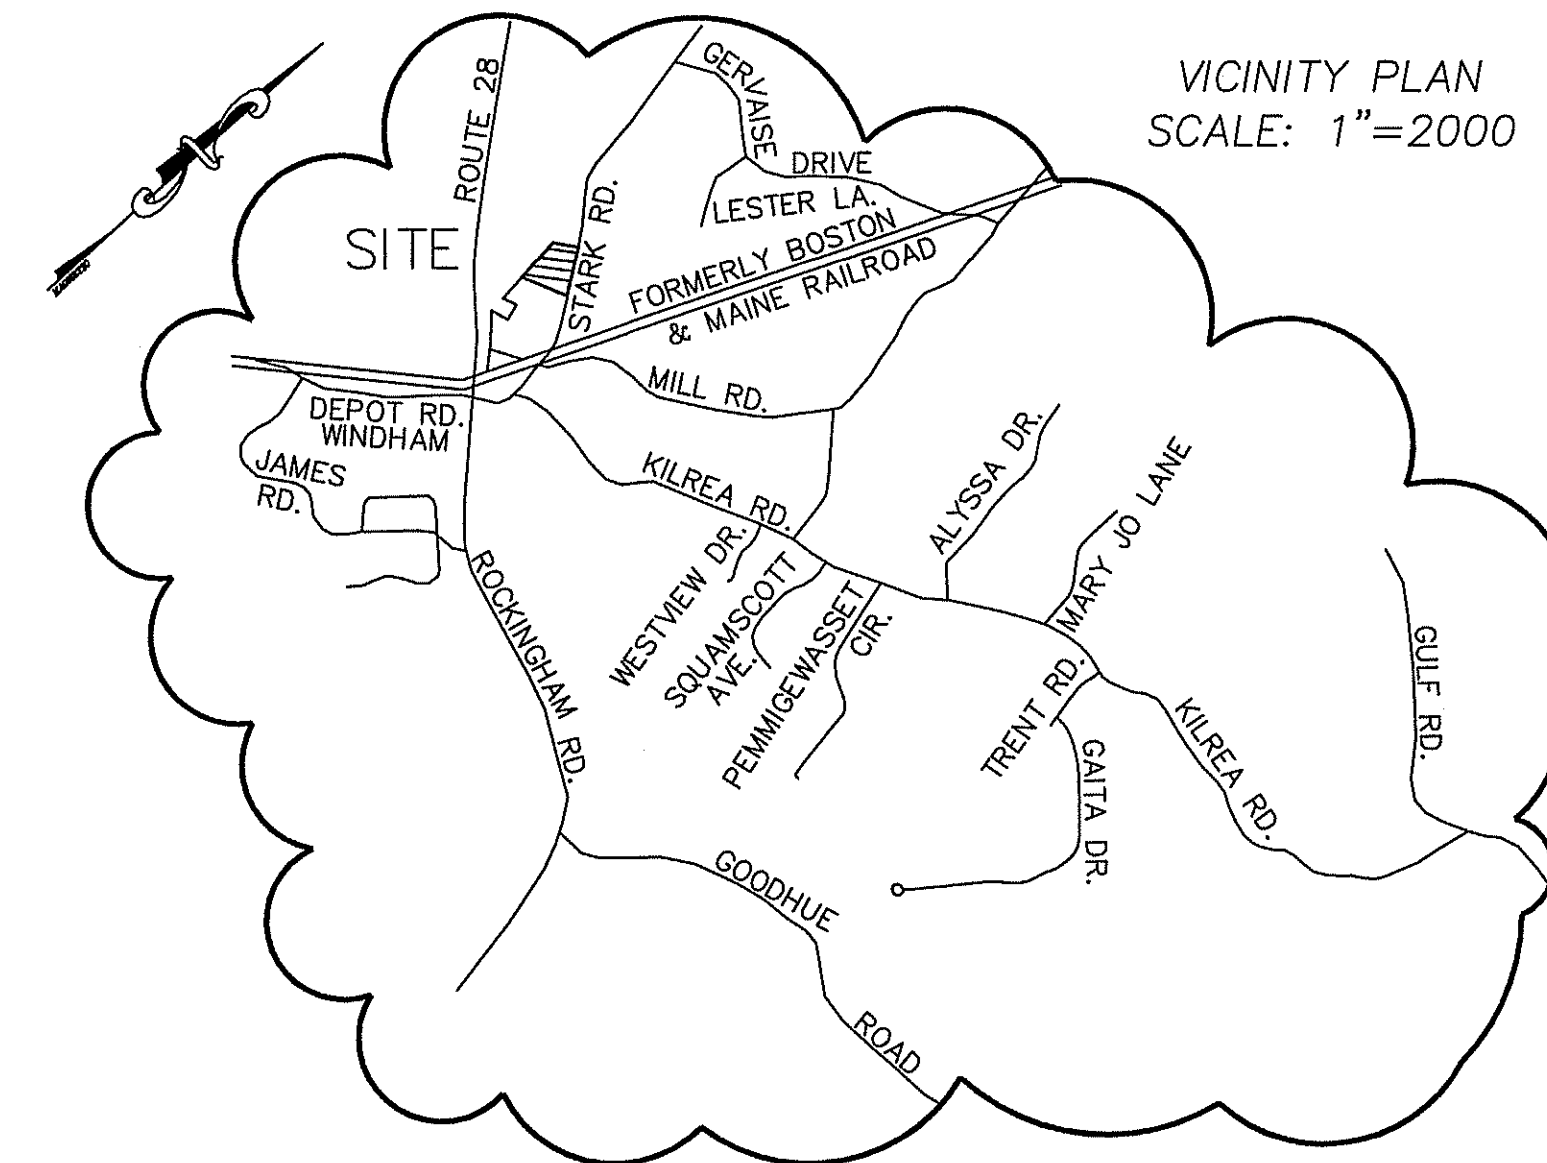 VICINITY PLAN
SCALE: 1"=2000
ROUTE 28
GERVAISE
DRIVE
LESTER LA.
SITE
STARK RD.
FORMERLY BOSTON
& MAINE RAILROAD
MILL RD.
DEPOT RD.
WINDHAM
JAMES
RD.
KILREA RD.
ALYSSA DR.
MARY JO LANE
WESTVIEW DR.
SQUAMSCOTT
AVE.
PEMMIGEWASSET
CIR.
ROCKINGHAM RD.
TRENT RD.
GAITA DR.
KILREA RD.
GULF RD.
GOODHUE
ROAD